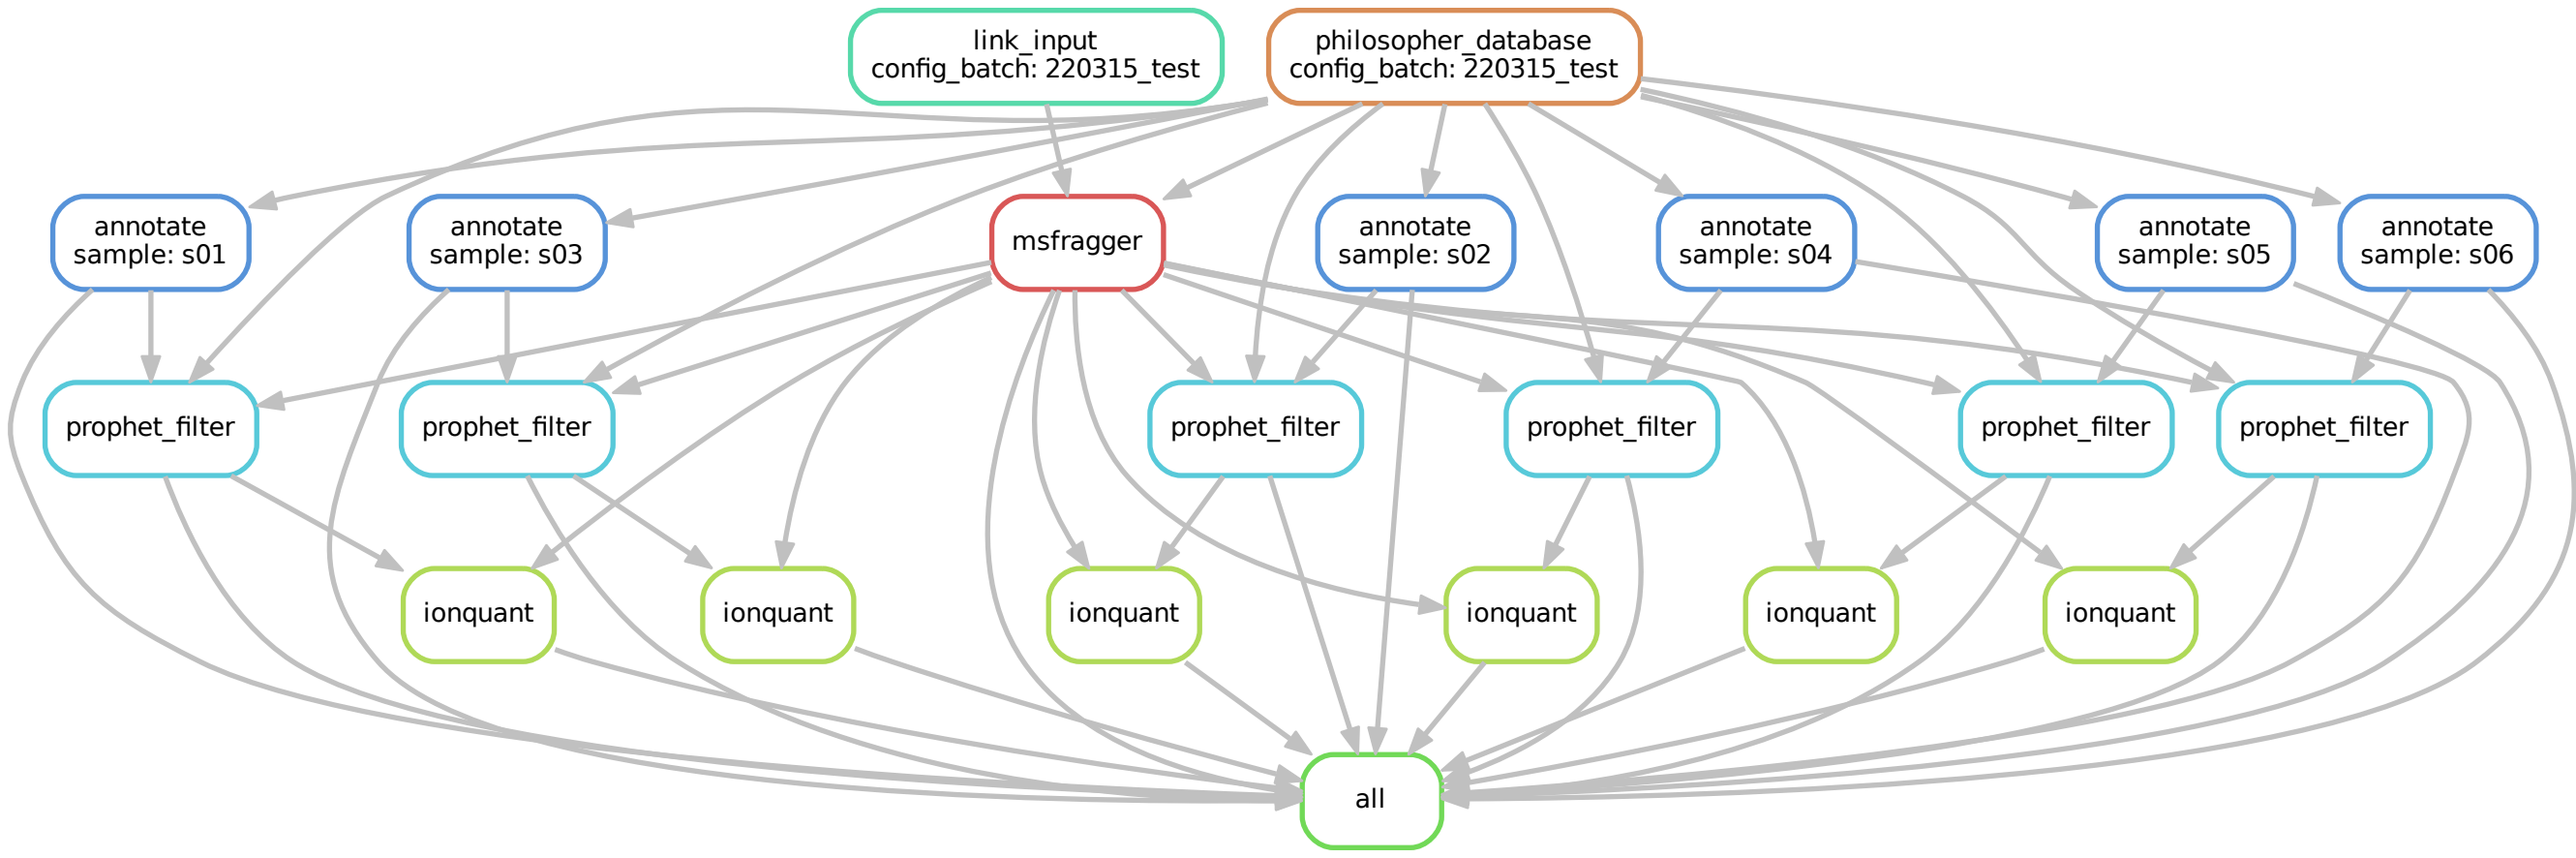 link_input
config_batch: 220315_test
philosopher_database
config_batch: 220315_test
annotate
sample: s01
annotate
sample: s03
msfragger
annotate
sample: s02
annotate
sample: s04
annotate
sample: s05
annotate
sample: s06
prophet_filter
prophet_filter
prophet_filter
prophet_filter
prophet_filter
prophet_filter
ionquant
ionquant
ionquant
ionquant
ionquant
ionquant
all